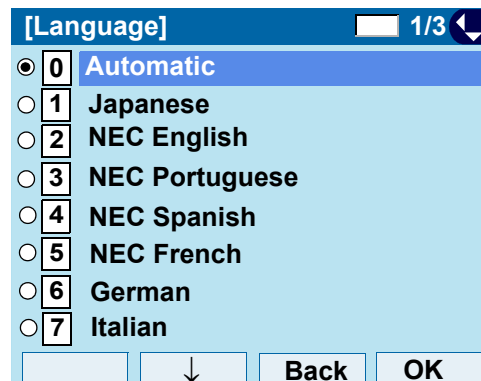 [Language] 1/3
0 Automatic
1 Japanese
2 NEC English
3 NEC Portuguese
4 NEC Spanish
5 NEC French
6 German
7 Italian
↓ Back OK